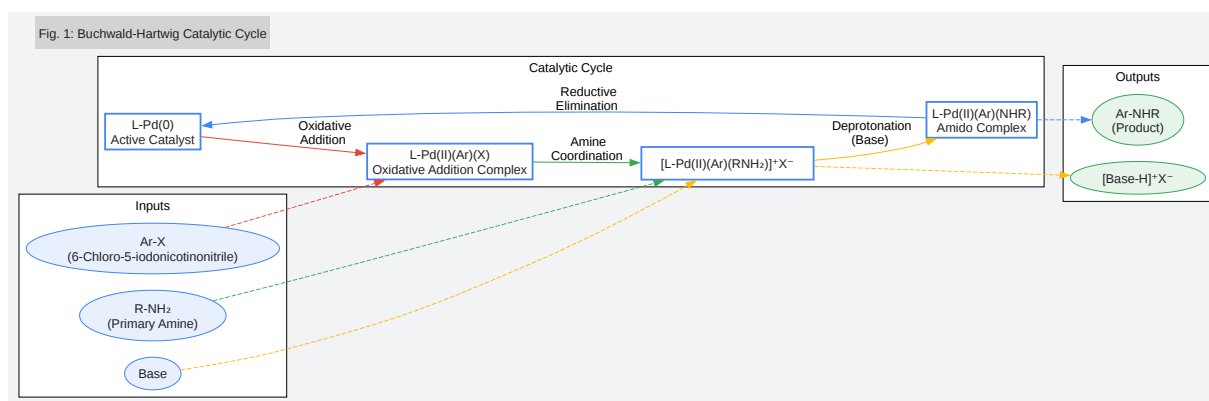 Fig. 1: Buchwald-Hartwig Catalytic Cycle
Catalytic Cycle
Outputs
Reductive
Elimination
L-Pd(0)
Active Catalyst
Oxidative
Addition
L-Pd(II)(Ar)(X)
Oxidative Addition Complex
Amine
Coordination
[L-Pd(II)(Ar)(RNH₂)]⁺X⁻
Deprotonation
(Base)
L-Pd(II)(Ar)(NHR)
Amido Complex
Ar-NHR
(Product)
[Base-H]⁺X⁻
Inputs
Ar-X
(6-Chloro-5-iodonicotinonitrile)
R-NH₂
(Primary Amine)
Base